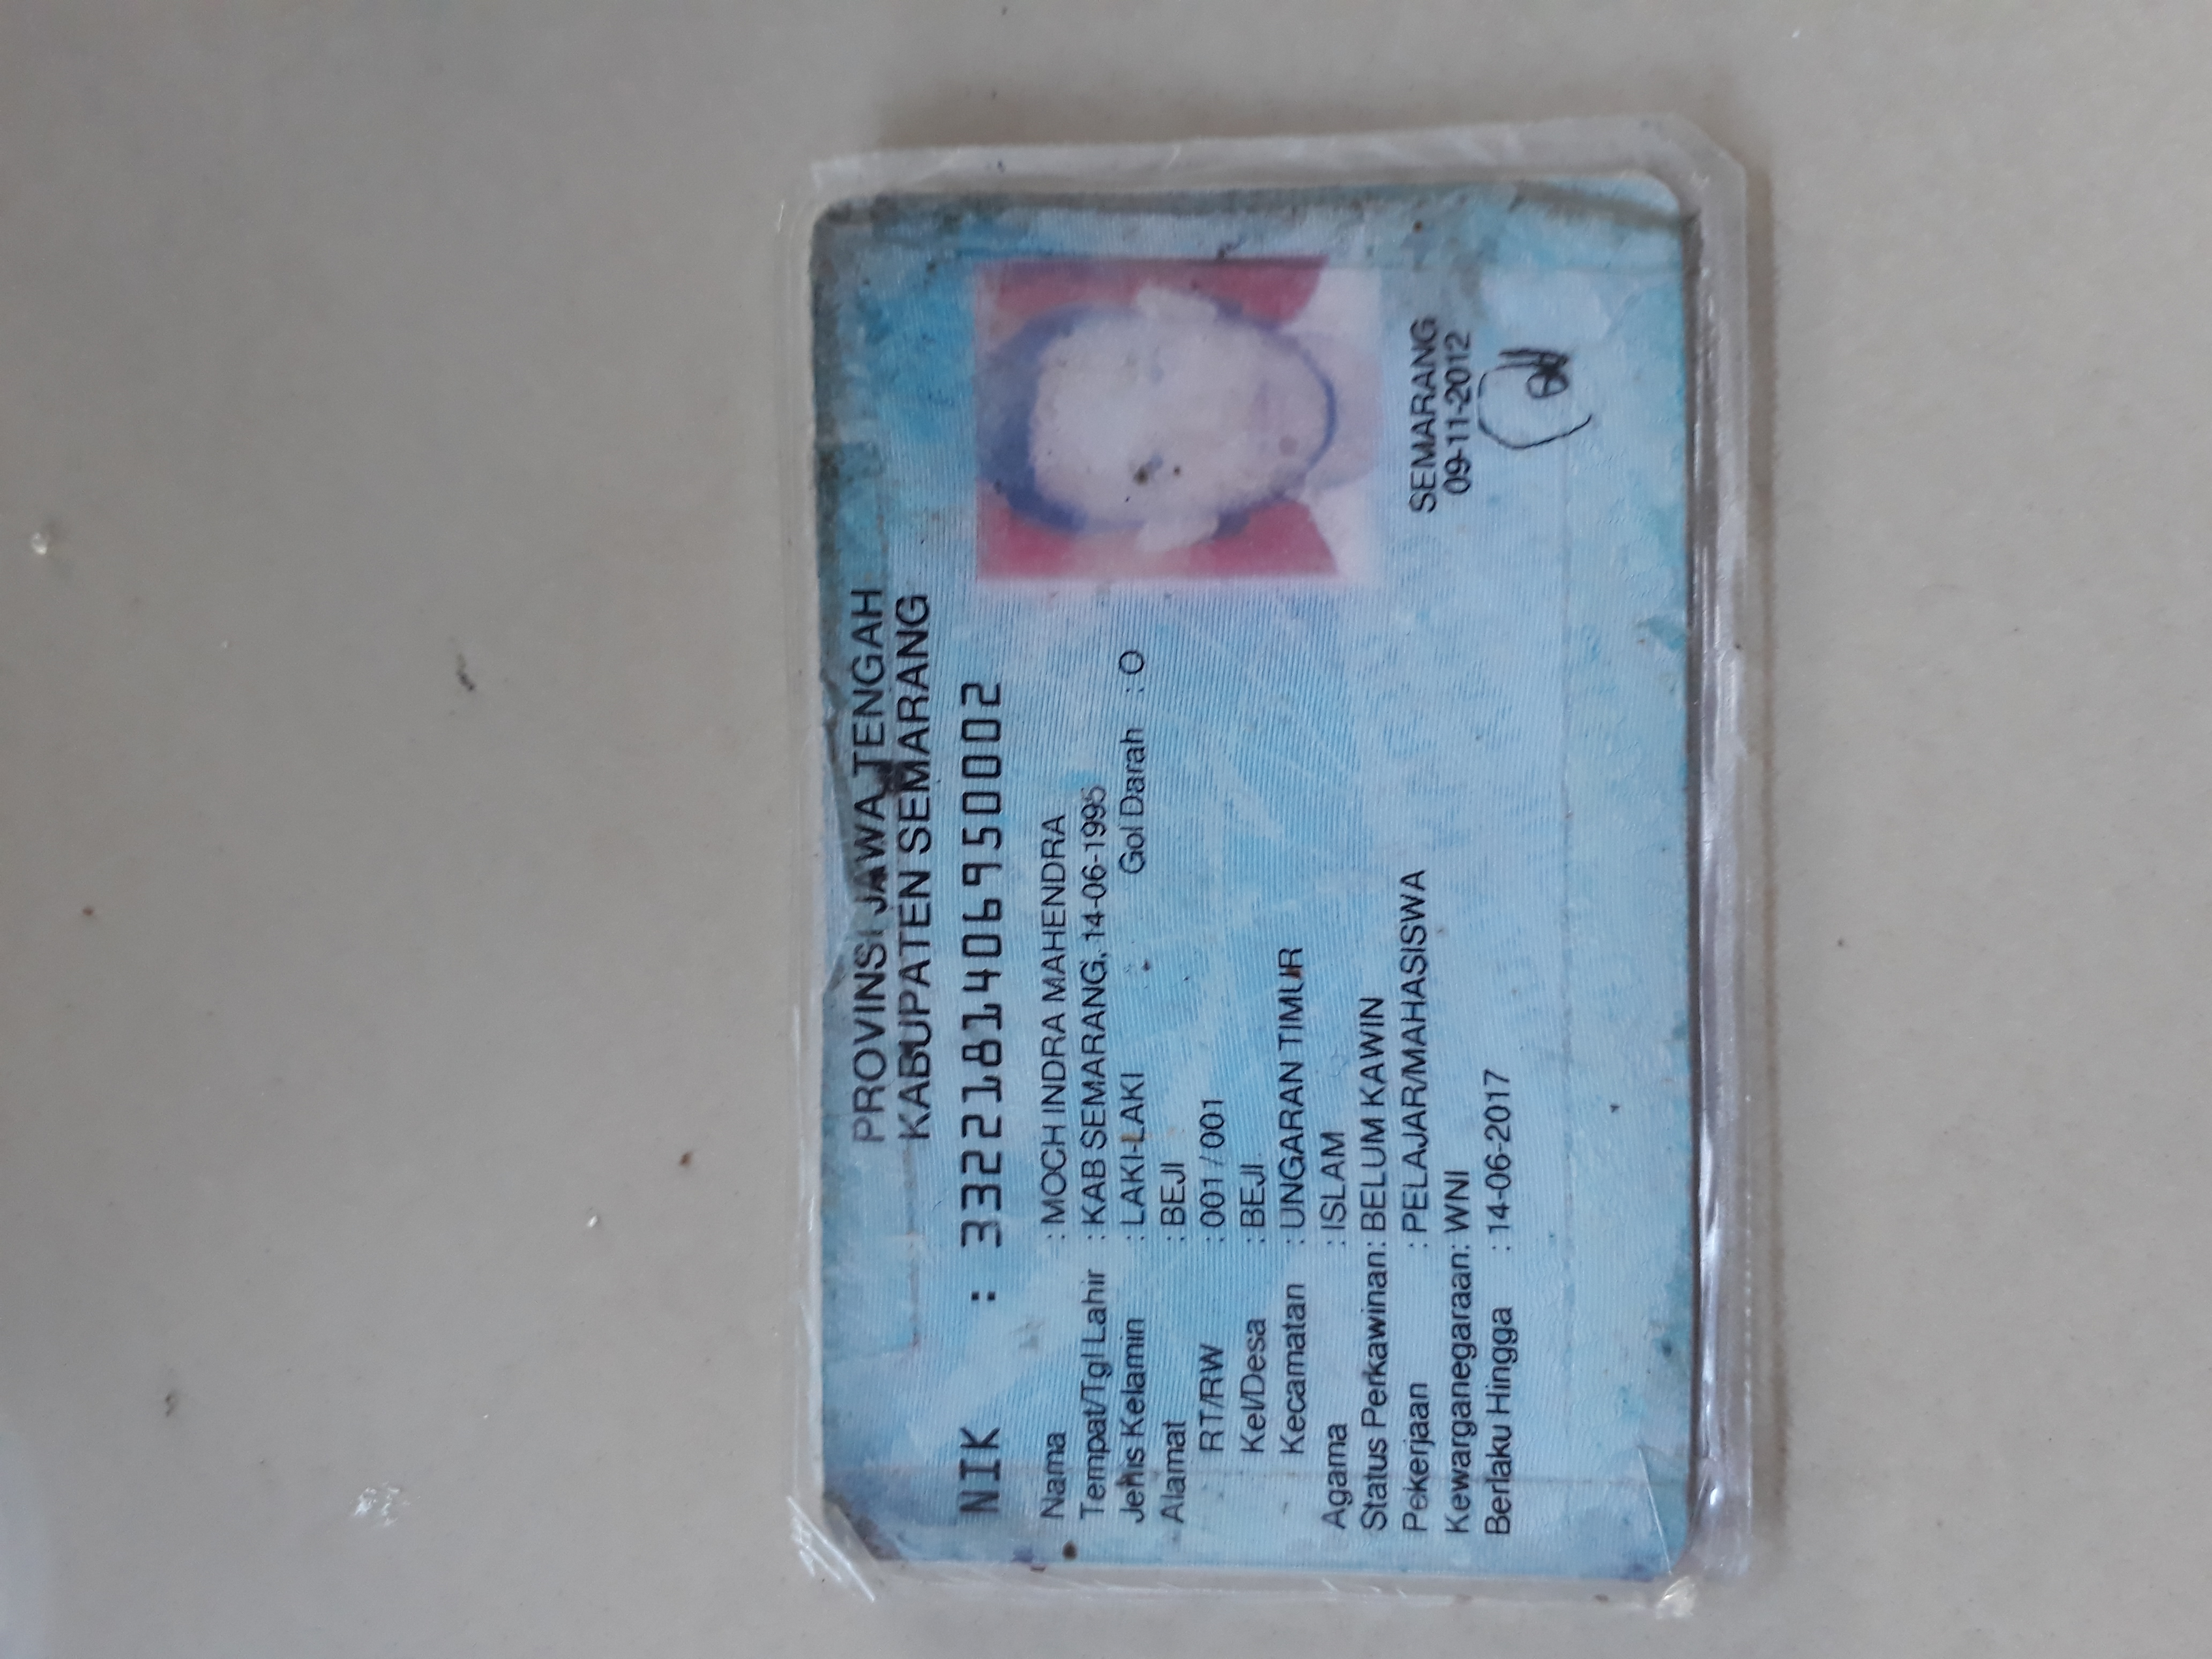 PROVINSI JAWA TENGAH
KABUPATEN SEMARANG
NIK : 3322181406950002
Nama : MOCH INDRA MAHENDRA
Tempat/Tgl Lahir : KAB SEMARANG, 14-06-1995
Jenis Kelamin : LAKI-LAKI Gol Darah : O
Alamat : BEJI
RT/RW : 001 / 001
Kel/Desa : BEJI
Kecamatan : UNGARAN TIMUR
Agama : ISLAM
Status Perkawinan: BELUM KAWIN
Pekerjaan : PELAJAR/MAHASISWA
Kewarganegaraan: WNI
Berlaku Hingga : 14-06-2017
SEMARANG
09-11-2012